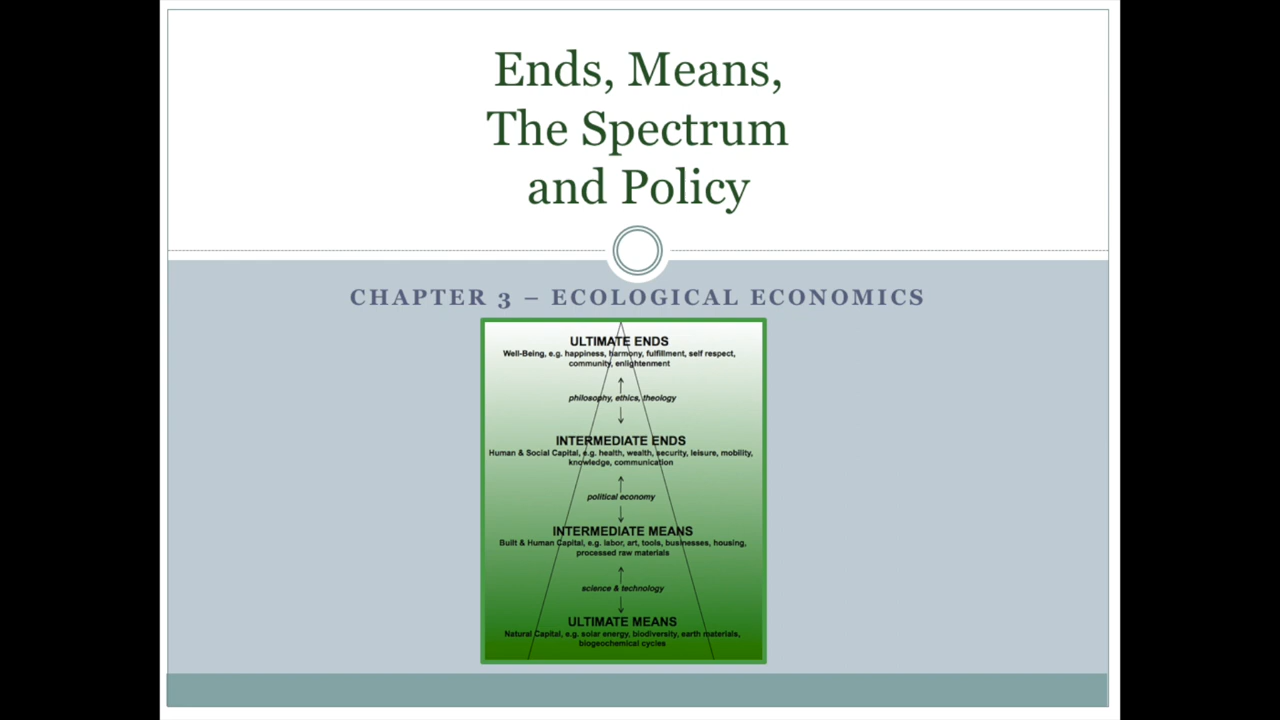 Ends, Means,
The Spectrum
and Policy
CHAPTER 3 – ECOLOGICAL ECONOMICS
ULTIMATE ENDS
Well-Being, e.g. happiness, harmony, fulfillment, self respect,
community, enlightenment
philosophy, ethics, theology
INTERMEDIATE ENDS
Human & Social Capital, e.g. health, wealth, security, leisure, mobility,
knowledge, communication
political economy
INTERMEDIATE MEANS
Built & Human Capital, e.g. labor, art, tools, businesses, housing,
processed raw materials
science & technology
ULTIMATE MEANS
Natural Capital, e.g. solar energy, biodiversity, earth materials,
biogeochemical cycles